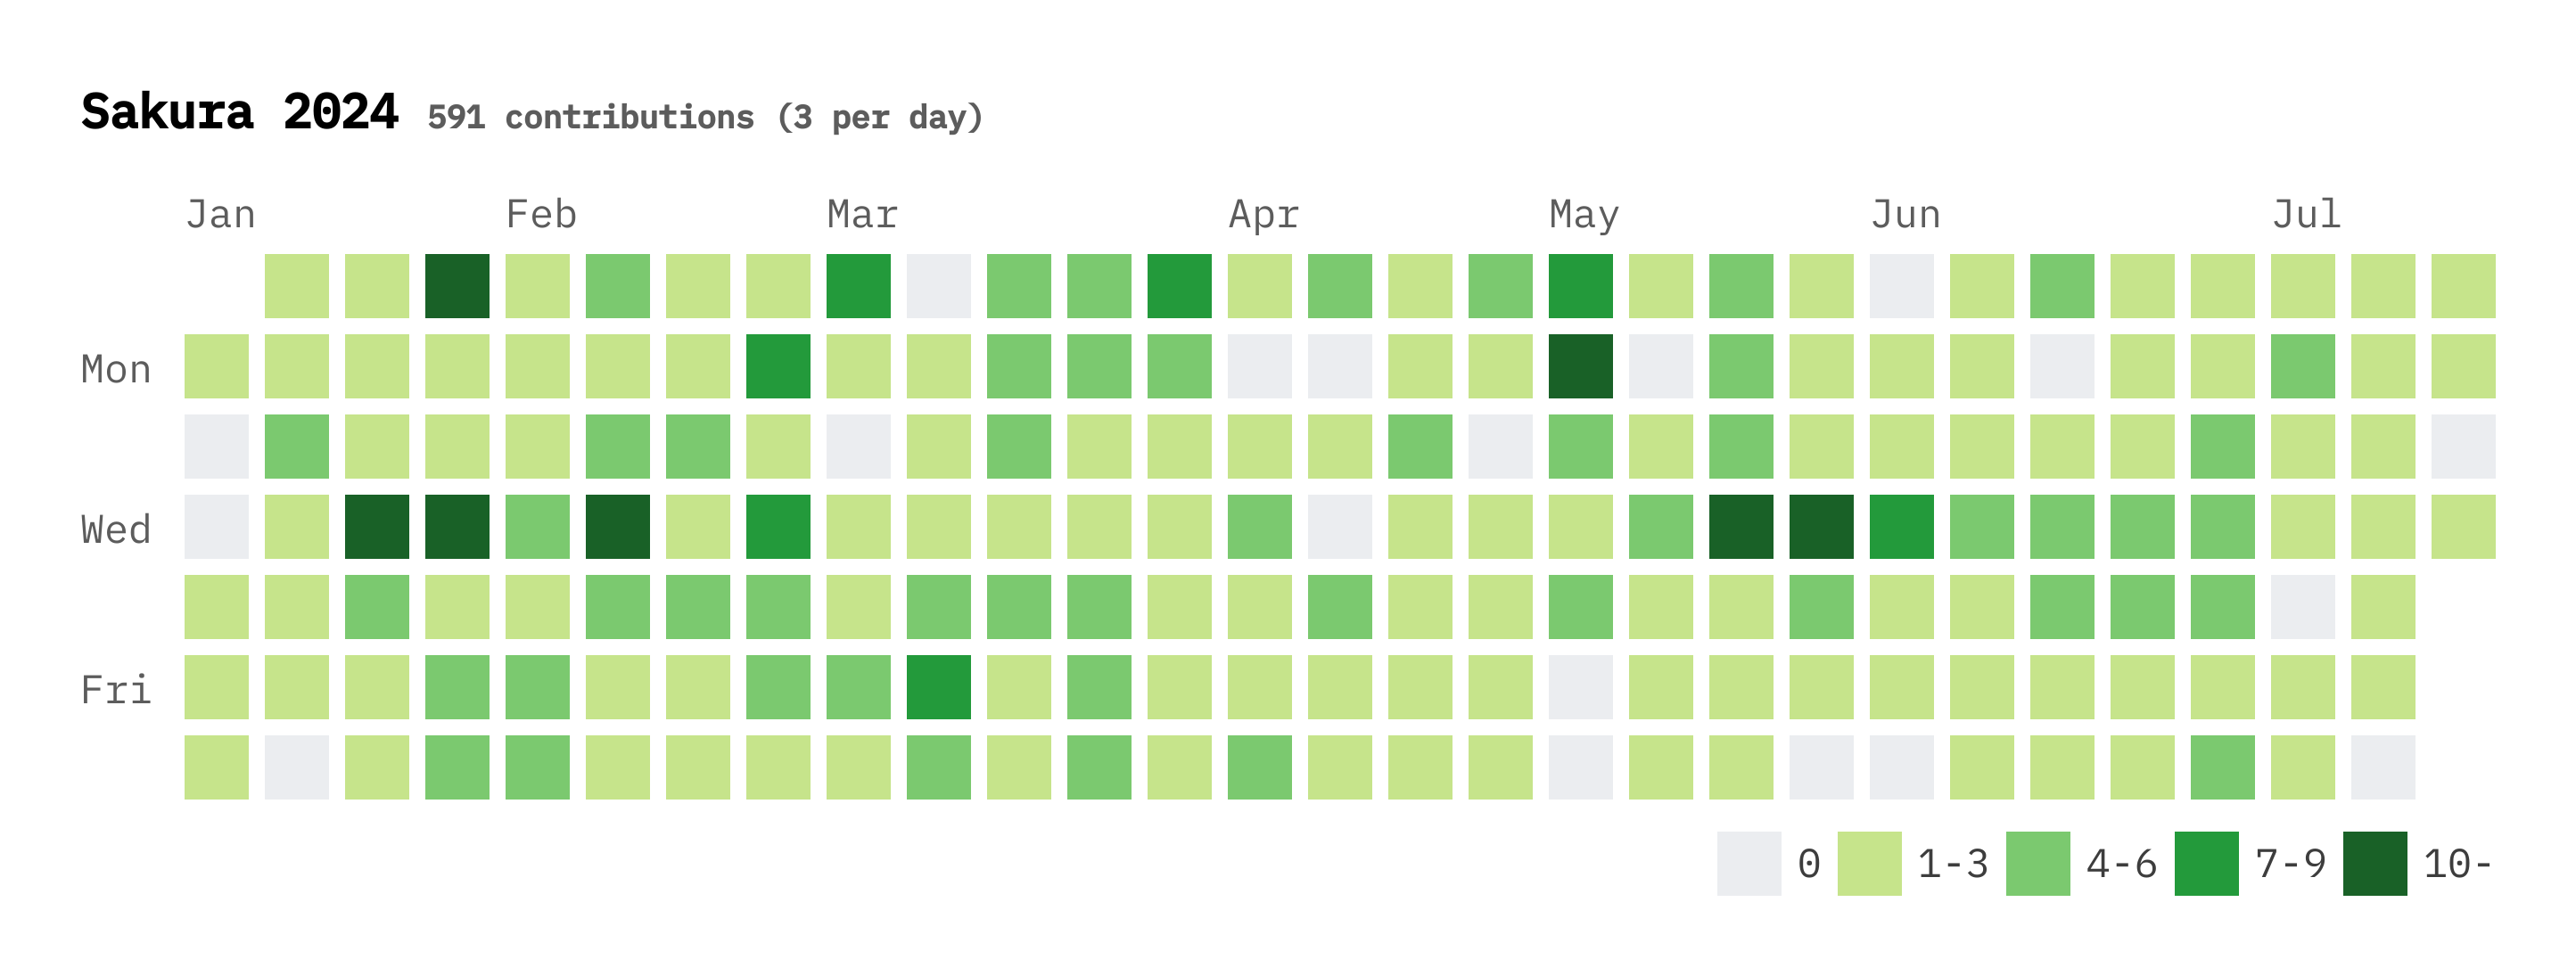 Sakura 2024 591 contributions (3 per day)
Jan Feb Mar Apr May Jun Jul
Mon
Wed
Fri
0 1-3 4-6 7-9 10-